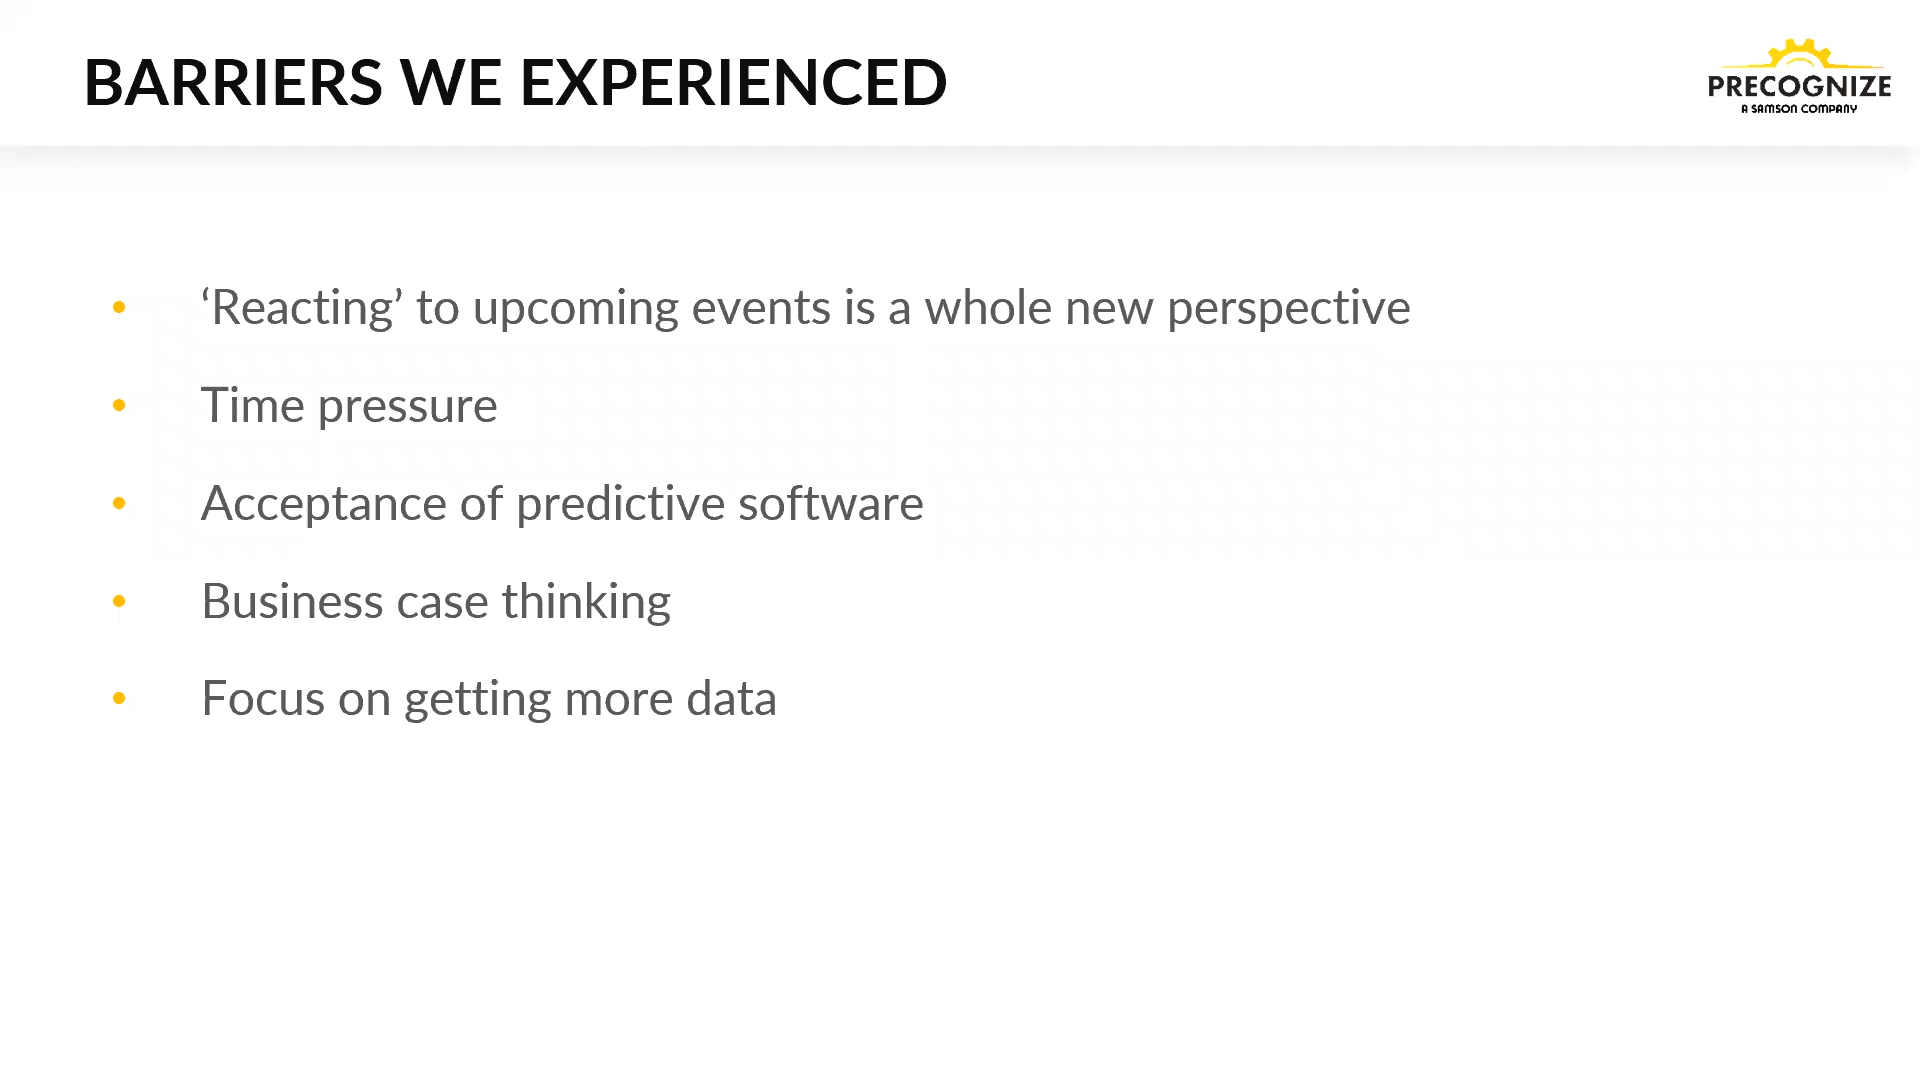 BARRIERS WE EXPERIENCED
PRECOGNIZE
A SAMSON COMPANY
• ‘Reacting’ to upcoming events is a whole new perspective
• Time pressure
• Acceptance of predictive software
• Business case thinking
• Focus on getting more data